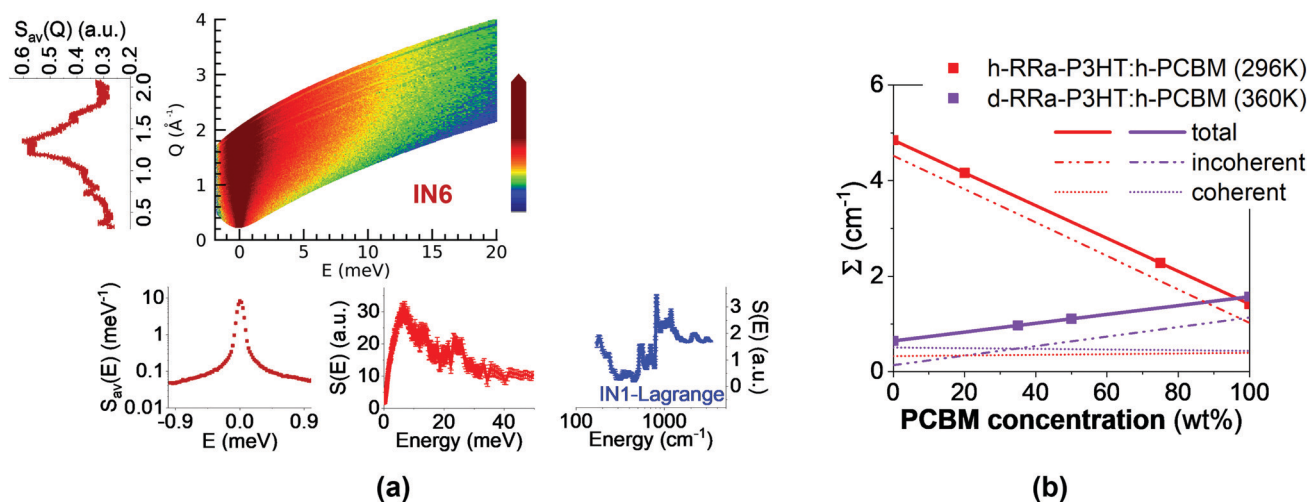 S_av(Q) (a.u.)
0.6 0.5 0.4 0.3 0.2
2.0
1.5
1.0
0.5
4
3
2
1
0
Q (Å⁻¹)
IN6
0 5 10 15 20
E (meV)
10
1
0.1
0.01
S_av(E) (meV⁻¹)
-0.9 0.0 0.9
E (meV)
30
20
10
0
S(E) (a.u.)
0 20 40
Energy (meV)
3
2
1
0
S(E) (a.u.)
IN1-Lagrange
100 1000
Energy (cm⁻¹)
(a)
h-RRa-P3HT:h-PCBM (296K)
d-RRa-P3HT:h-PCBM (360K)
total
incoherent
coherent
6
4
2
0
Σ (cm⁻¹)
0 20 40 60 80 100
PCBM concentration (wt%)
(b)